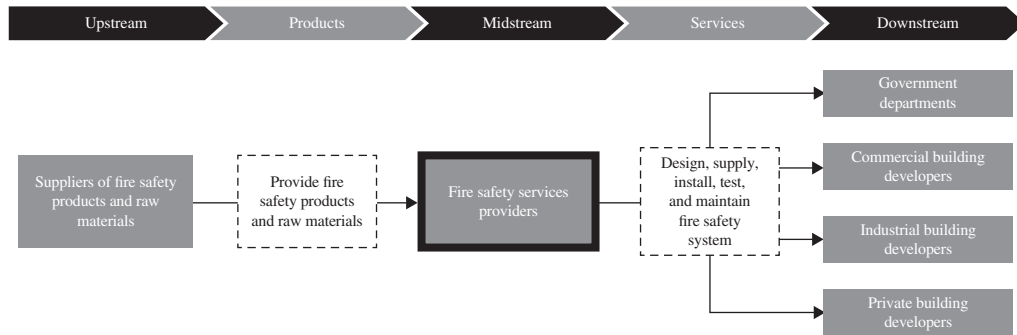 Upstream
Products
Midstream
Services
Downstream
Suppliers of fire safety
products and raw
materials
Provide fire
safety products
and raw materials
Fire safety services
providers
Design, supply,
install, test,
and maintain
fire safety
system
Government
departments
Commercial building
developers
Industrial building
developers
Private building
developers